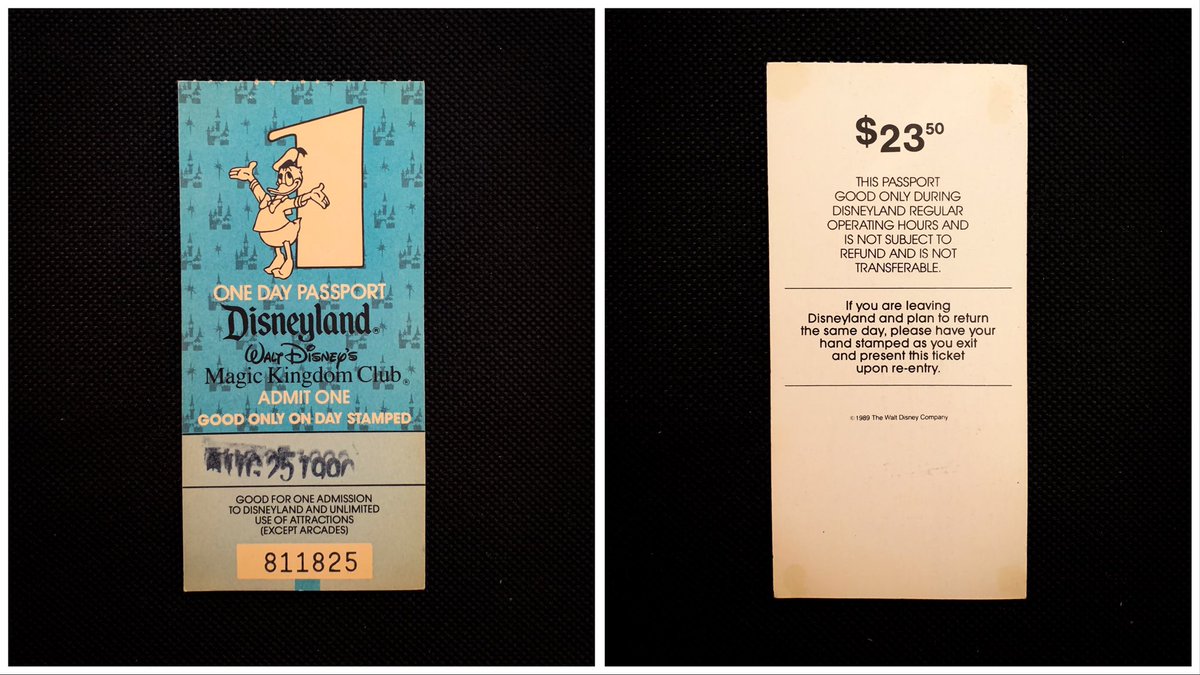 1
ONE DAY PASSPORT
Disneyland®
WALT DISNEY'S
Magic Kingdom Club®
ADMIT ONE
GOOD ONLY ON DAY STAMPED
AUG 25
GOOD FOR ONE ADMISSION
TO DISNEYLAND AND UNLIMITED
USE OF ATTRACTIONS
(EXCEPT ARCADES)
811825
$23⁵⁰
THIS PASSPORT
GOOD ONLY DURING
DISNEYLAND REGULAR
OPERATING HOURS AND
IS NOT SUBJECT TO
REFUND AND IS NOT
TRANSFERABLE.
If you are leaving
Disneyland and plan to return
the same day, please have your
hand stamped as you exit
and present this ticket
upon re-entry.
© 1989 The Walt Disney Company